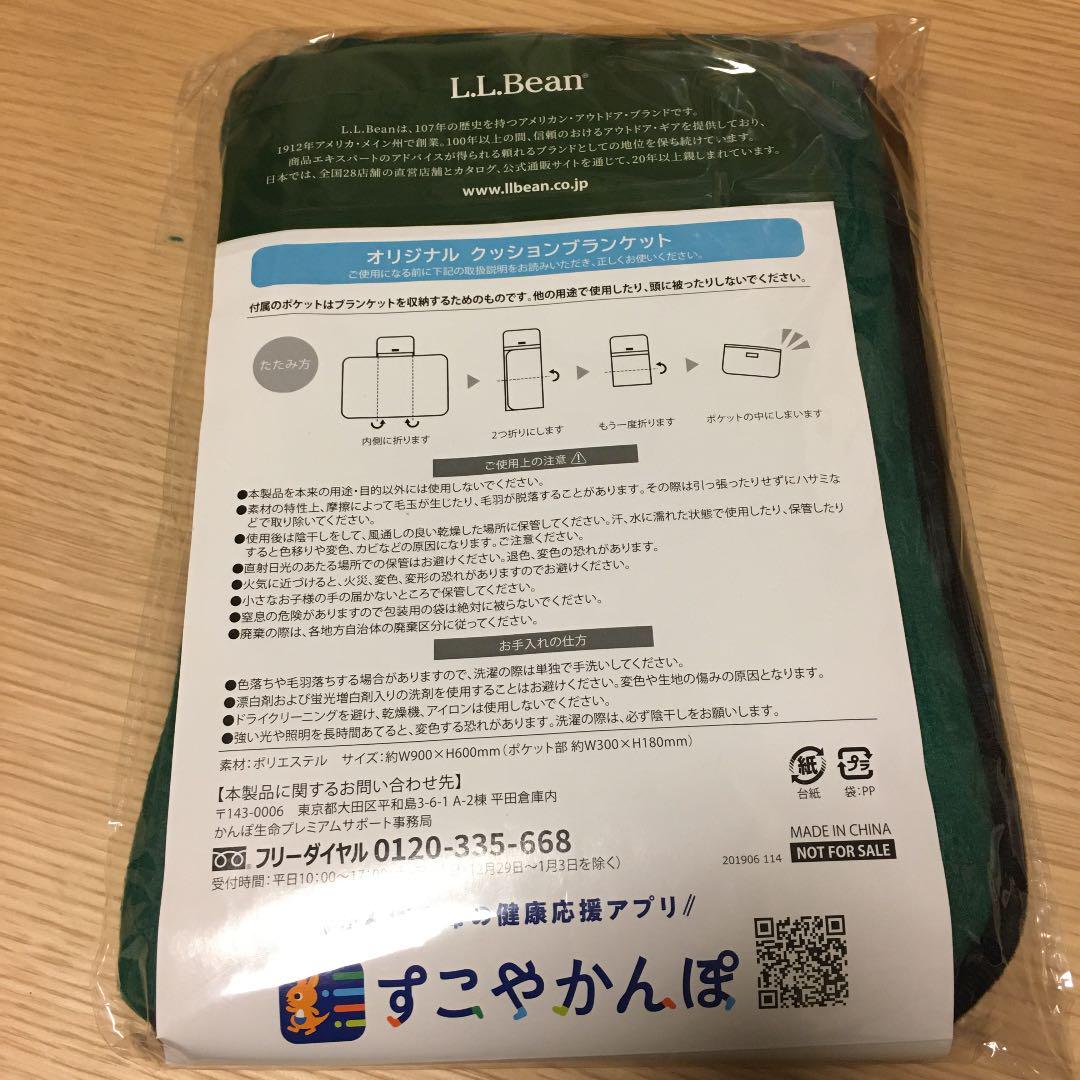 L.L.Bean®
L.L.Beanは、107年の歴史を持つアメリカン・アウトドア・ブランドです。
1912年アメリカ・メイン州で創業。100年以上の間、信頼のおけるアウトドア・ギアを提供しており、
商品エキスパートのアドバイスが得られる頼れるブランドとしての地位を保ち続けています。
日本では、全国28店舗の直営店舗とカタログ、公式通販サイトを通じて、20年以上親しまれています。
www.llbean.co.jp
オリジナル クッションブランケット
ご使用になる前に下記の取扱説明をお読みいただき、正しくお使いください。
付属のポケットはブランケットを収納するためのものです。他の用途で使用したり、頭に被ったりしないでください。
たたみ方
内側に折ります
2つ折りにします
もう一度折ります
ポケットの中にしまいます
ご使用上の注意
●本製品を本来の用途・目的以外には使用しないでください。
●素材の特性上、摩擦によって毛玉が生じたり、毛羽が脱落することがあります。その際は引っ張ったりせずにハサミな
どで取り除いてください。
●使用後は陰干しをして、風通しの良い乾燥した場所に保管してください。汗、水に濡れた状態で使用したり、保管したり
すると色移りや変色、カビなどの原因になります。ご注意ください。
●直射日光のあたる場所での保管はお避けください。退色、変色の恐れがあります。
●火気に近づけると、火災、変色、変形の恐れがありますのでお避けください。
●小さなお子様の手の届かないところで保管してください。
●窒息の危険がありますので包装用の袋は絶対に被らないでください。
●廃棄の際は、各地方自治体の廃棄区分に従ってください。
お手入れの仕方
●色落ちや毛羽落ちする場合がありますので、洗濯の際は単独で手洗いしてください。
●漂白剤および蛍光増白剤入りの洗剤を使用することはお避けください。変色や生地の傷みの原因となります。
●ドライクリーニングを避け、乾燥機、アイロンは使用しないでください。
●強い光や照明を長時間あてると、変色する恐れがあります。洗濯の際は、必ず陰干しをお願いします。
素材:ポリエステル サイズ:約W900×H600mm(ポケット部 約W300×H180mm)
【本製品に関するお問い合わせ先】
〒143-0006 東京都大田区平和島3-6-1 A-2棟 平田倉庫内
かんぽ生命プレミアムサポート事務局
フリーダイヤル 0120-335-668
受付時間:平日10:00～17:00 2月29日～1月3日を除く)
紙
台紙
プラ
袋:PP
MADE IN CHINA
201906 114 NOT FOR SALE
の健康応援アプリ//
すこやかんぽ